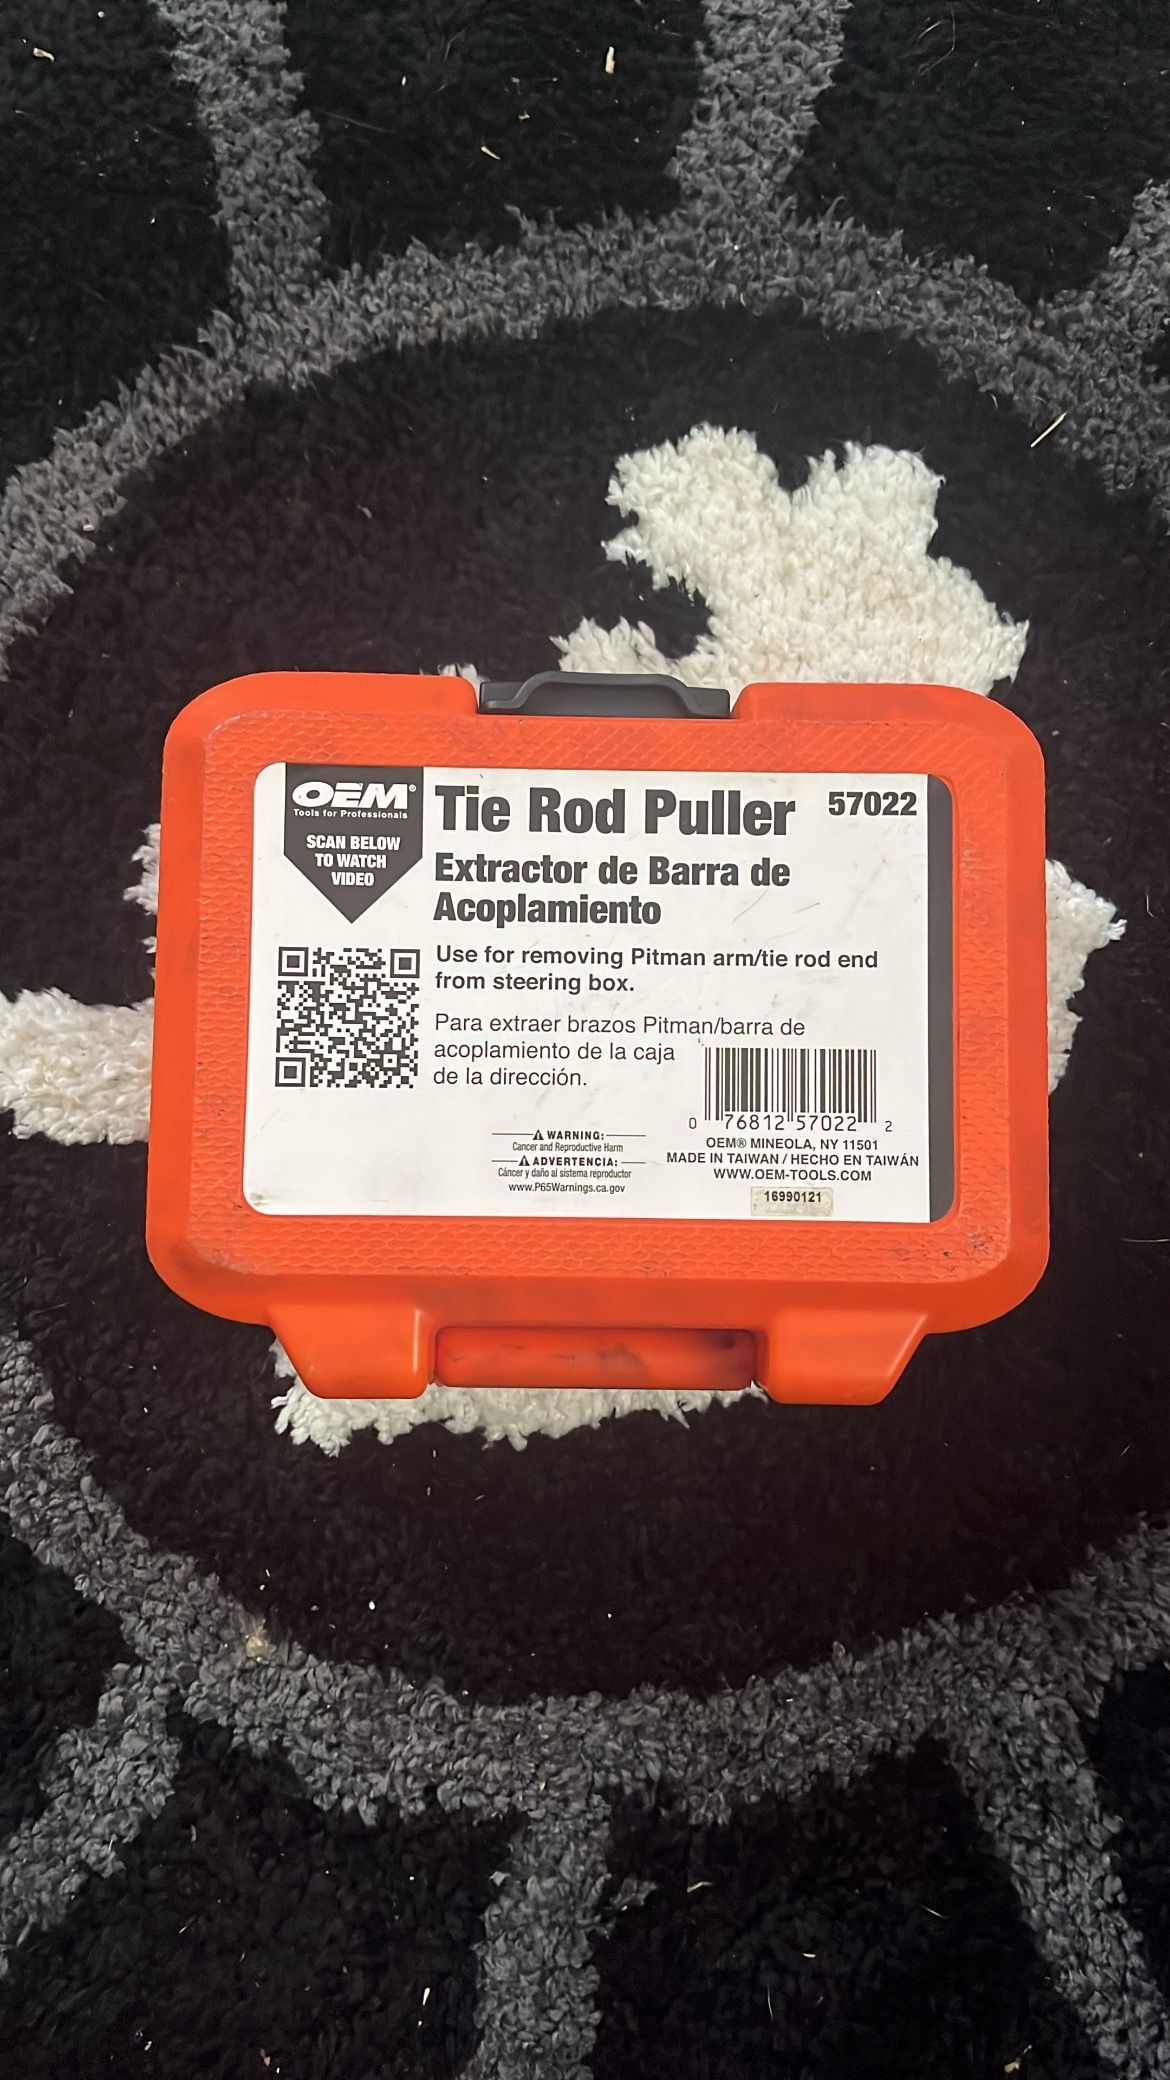 OEM®
Tools for Professionals
SCAN BELOW
TO WATCH
VIDEO
Tie Rod Puller 57022
Extractor de Barra de
Acoplamiento
Use for removing Pitman arm/tie rod end
from steering box.
Para extraer brazos Pitman/barra de
acoplamiento de la caja
de la dirección.
⚠ WARNING:
Cancer and Reproductive Harm
⚠ ADVERTENCIA:
Cáncer y daño al sistema reproductor
www.P65Warnings.ca.gov
0 76812 57022 2
OEM® MINEOLA, NY 11501
MADE IN TAIWAN / HECHO EN TAIWÁN
WWW.OEM-TOOLS.COM
16990121